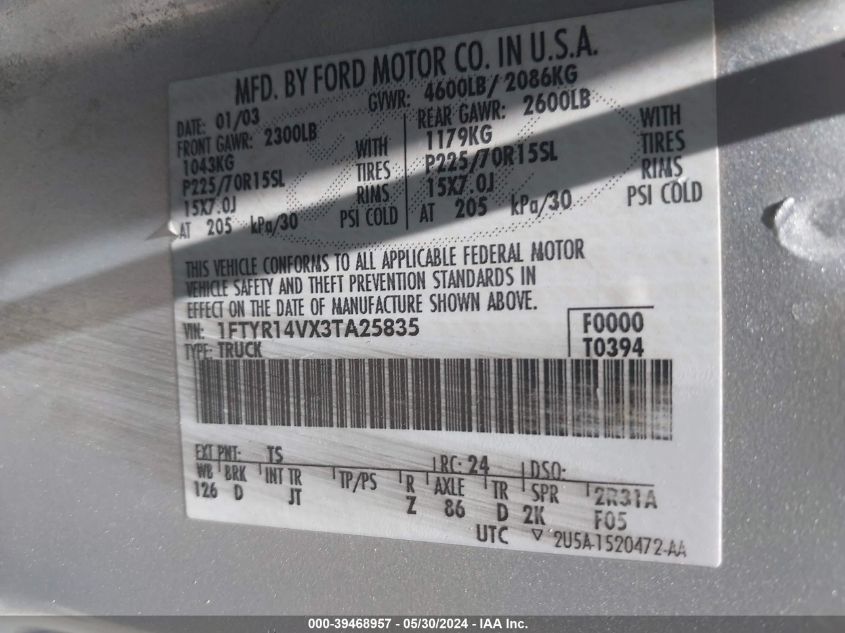 MFD. BY FORD MOTOR CO. IN U.S.A.
DATE: 01/03 GVWR: 4600LB/ 2086KG
FRONT GAWR: 2300LB REAR GAWR: 2600LB
1043KG WITH 1179KG WITH
P225/70R15SL TIRES P225/70R15SL TIRES
15X7.0J RIMS 15X7.0J RIMS
AT 205 kPa/30 PSI COLD AT 205 kPa/30 PSI COLD
THIS VEHICLE CONFORMS TO ALL APPLICABLE FEDERAL MOTOR
VEHICLE SAFETY AND THEFT PREVENTION STANDARDS IN
EFFECT ON THE DATE OF MANUFACTURE SHOWN ABOVE.
VIN: 1FTYR14VX3TA25835 F0000
TYPE: TRUCK T0394
EXT PNT: TS RC: 24 DSO:
WB BRK INT TR TP/PS R AXLE TR SPR 2R31A
126 D JT Z 86 D 2K F05
UTC ▽ 2U5A-1520472-AA
000-39468957 - 05/30/2024 - IAA Inc.